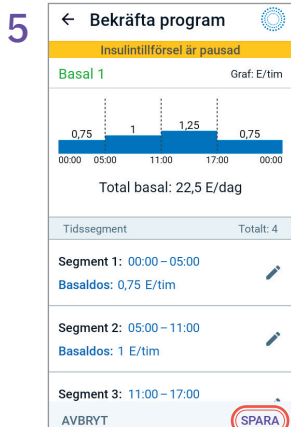 5
← Bekräfta program
Insulintillförsel är pausad
Basal 1 Graf: E/tim
0,75 1 1,25 0,75
00:00 05:00 11:00 17:00 00:00
Total basal: 22,5 E/dag
Tidssegment Totalt: 4
Segment 1: 00:00 – 05:00
Basaldos: 0,75 E/tim
Segment 2: 05:00 – 11:00
Basaldos: 1 E/tim
Segment 3: 11:00 – 17:00
AVBRYT SPARA